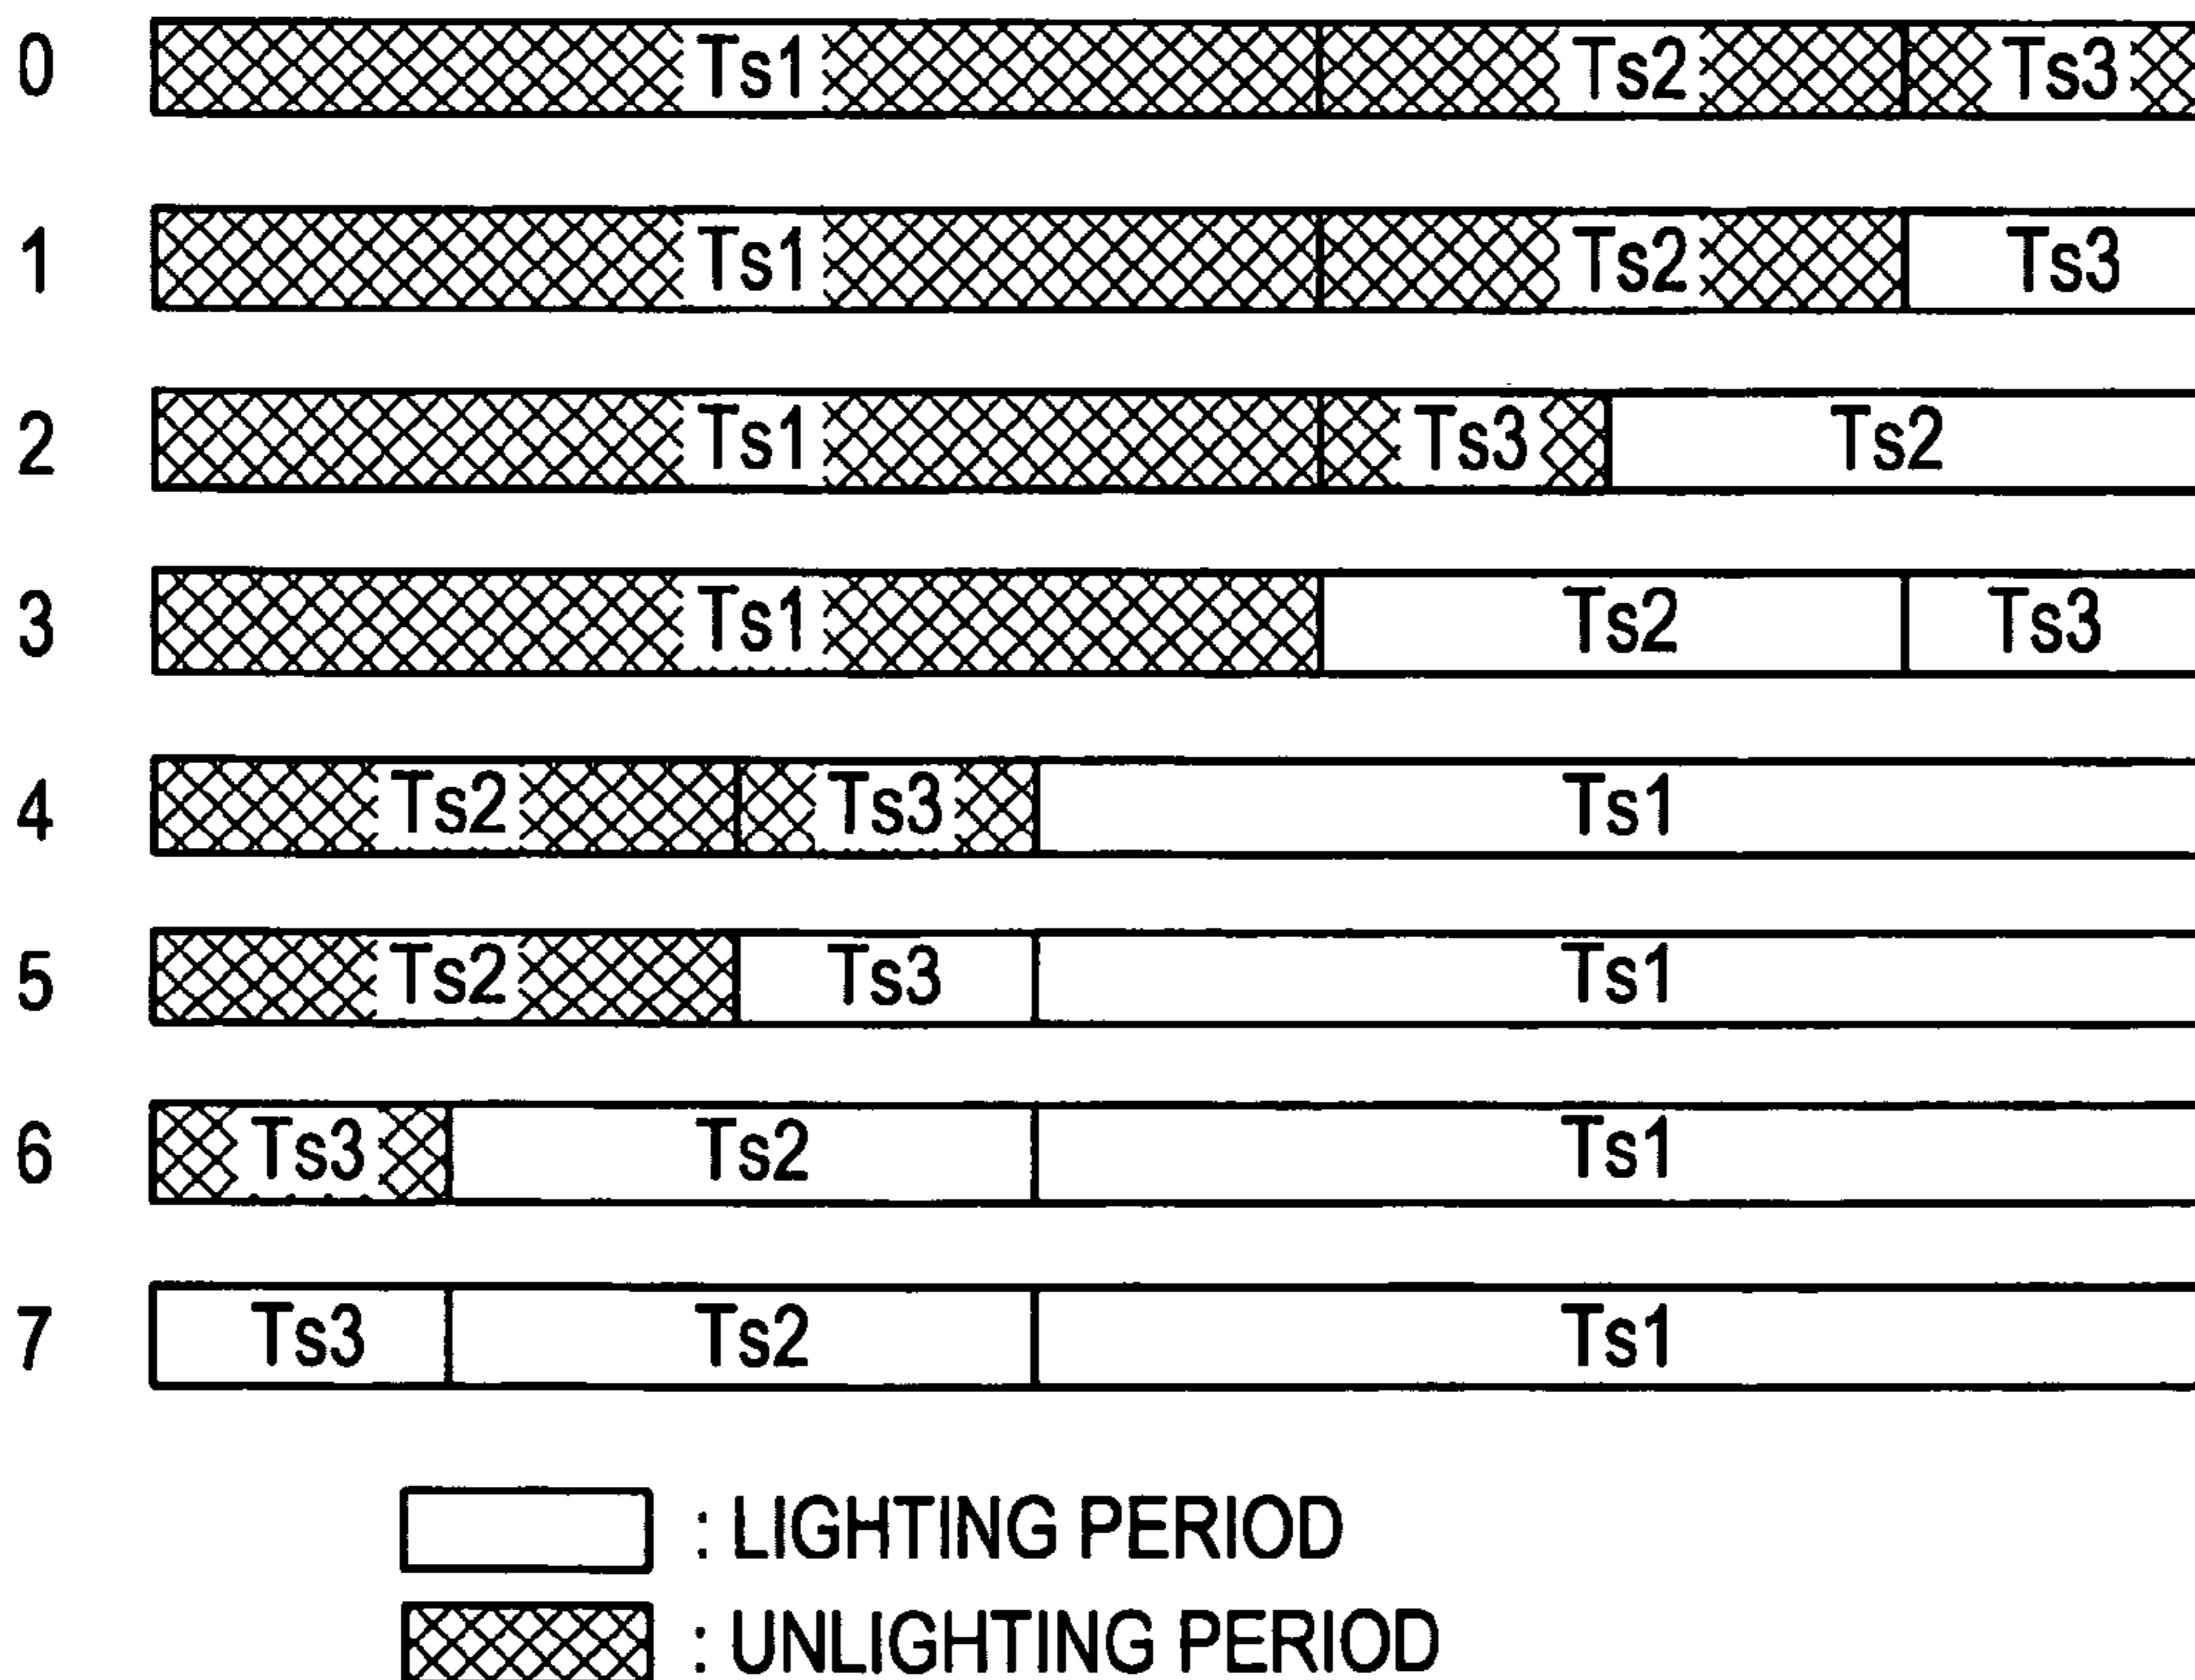 0 Ts1 Ts2 Ts3
1 Ts1 Ts2 Ts3
2 Ts1 Ts3 Ts2
3 Ts1 Ts2 Ts3
4 Ts2 Ts3 Ts1
5 Ts2 Ts3 Ts1
6 Ts3 Ts2 Ts1
7 Ts3 Ts2 Ts1
: LIGHTING PERIOD
: UNLIGHTING PERIOD